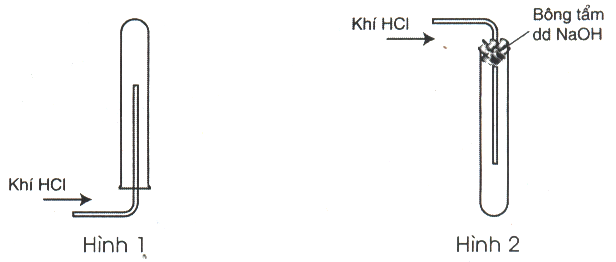 Khí HCl
Hình 1
Khí HCl
Bông tẩm
dd NaOH
Hình 2